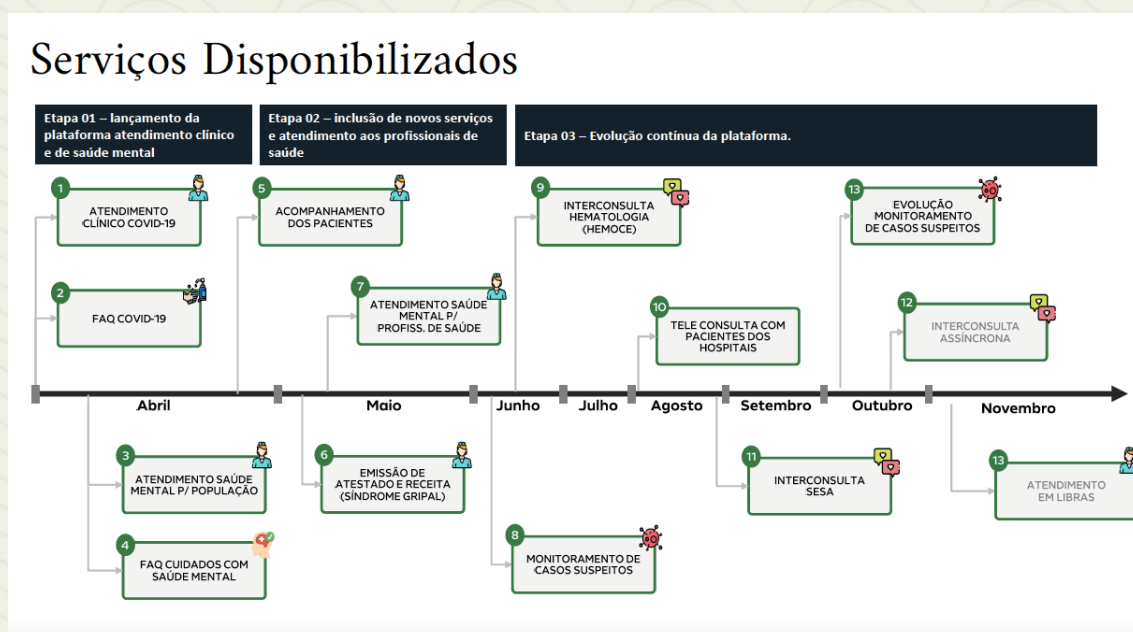 Serviços Disponibilizados
Etapa 01 – lançamento da
plataforma atendimento clínico
e de saúde mental
Etapa 02 – inclusão de novos serviços
e atendimento aos profissionais de
saúde
Etapa 03 – Evolução contínua da plataforma.
1
ATENDIMENTO
CLÍNICO COVID-19
5
ACOMPANHAMENTO
DOS PACIENTES
9
INTERCONSULTA
HEMATOLOGIA
(HEMOCE)
13
EVOLUÇÃO
MONITORAMENTO
DE CASOS SUSPEITOS
2
FAQ COVID-19
7
ATENDIMENTO SAÚDE
MENTAL P/
PROFISS. DE SAÚDE
10
TELE CONSULTA COM
PACIENTES DOS
HOSPITAIS
12
INTERCONSULTA
ASSÍNCRONA
Abril
Maio
Junho
Julho
Agosto
Setembro
Outubro
Novembro
3
ATENDIMENTO SAÚDE
MENTAL P/ POPULAÇÃO
6
EMISSÃO DE
ATESTADO E RECEITA
(SÍNDROME GRIPAL)
11
INTERCONSULTA
SESA
13
ATENDIMENTO
EM LIBRAS
4
FAQ CUIDADOS COM
SAÚDE MENTAL
8
MONITORAMENTO DE
CASOS SUSPEITOS